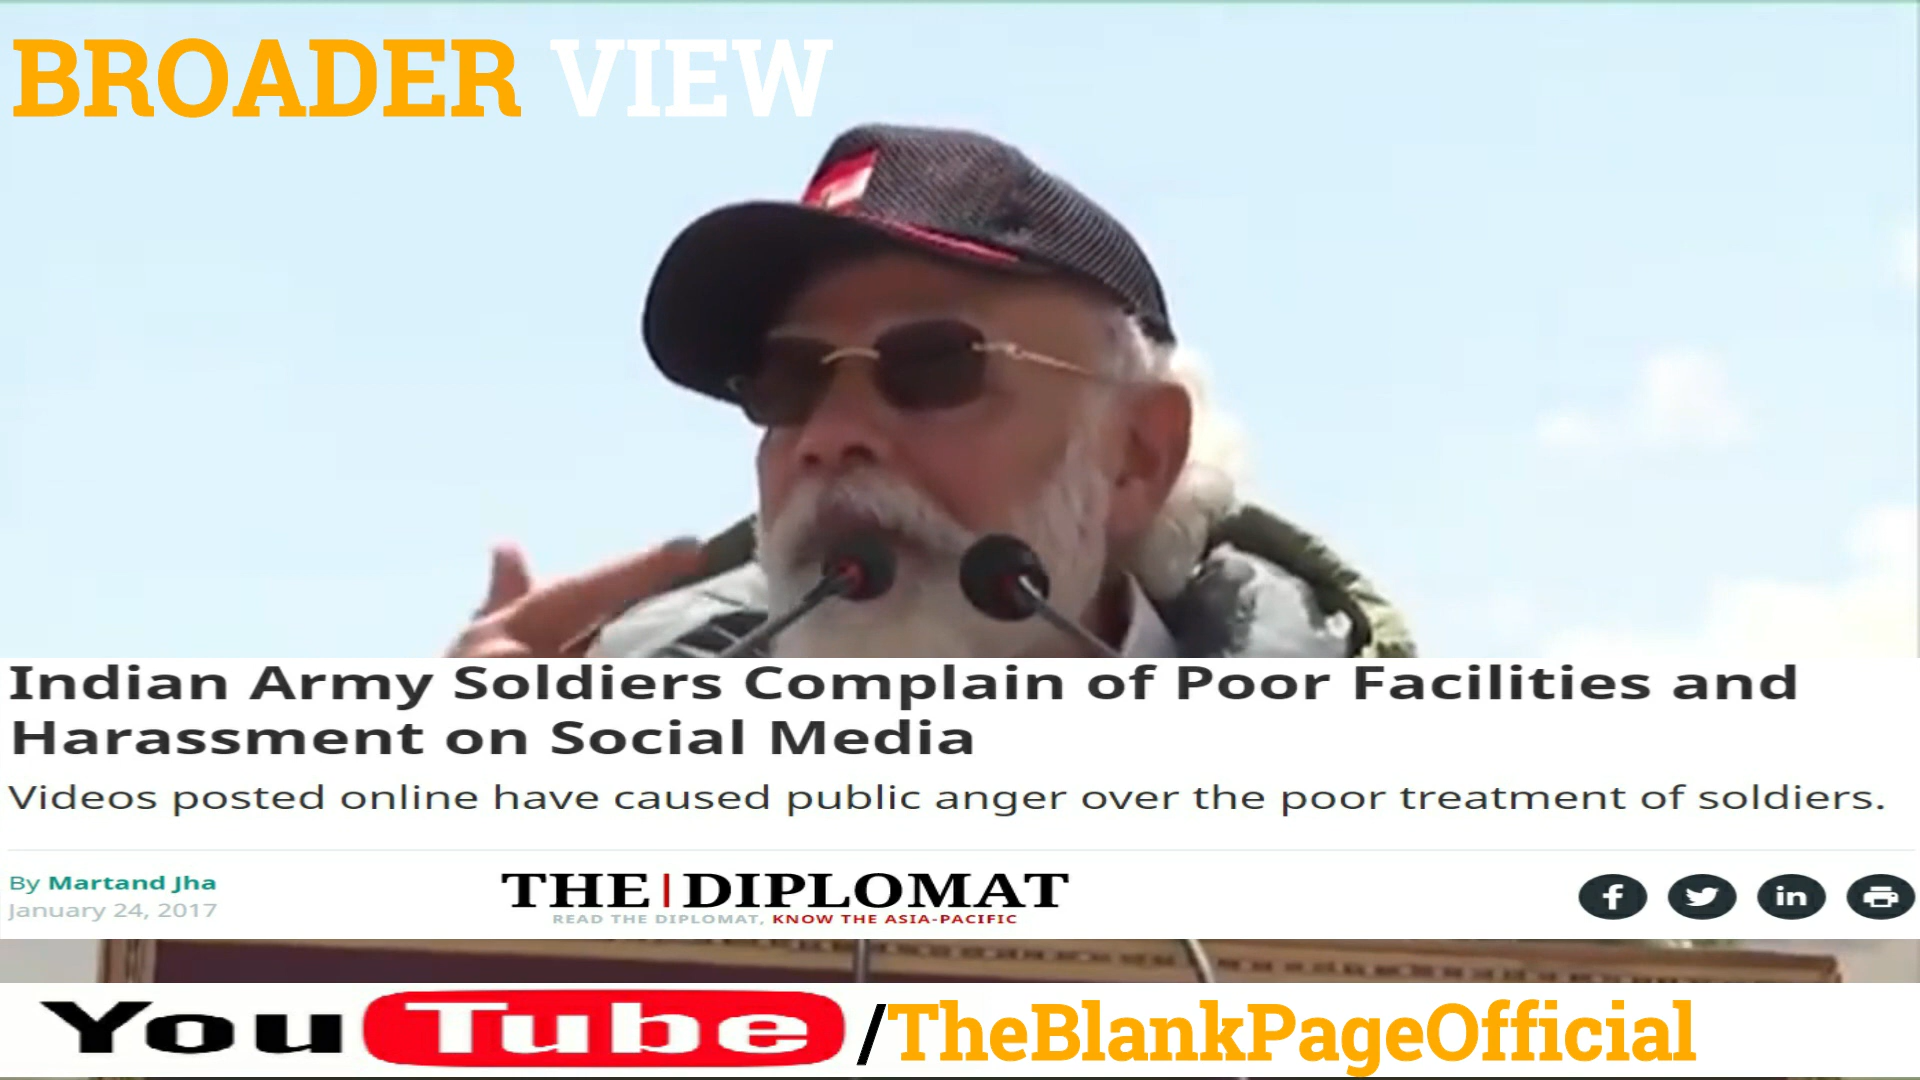 BROADER VIEW
Indian Army Soldiers Complain of Poor Facilities and
Harassment on Social Media
Videos posted online have caused public anger over the poor treatment of soldiers.
By Martand Jha
January 24, 2017
THE|DIPLOMAT
READ THE DIPLOMAT, KNOW THE ASIA-PACIFIC
f
in
YouTube/TheBlankPageOfficial